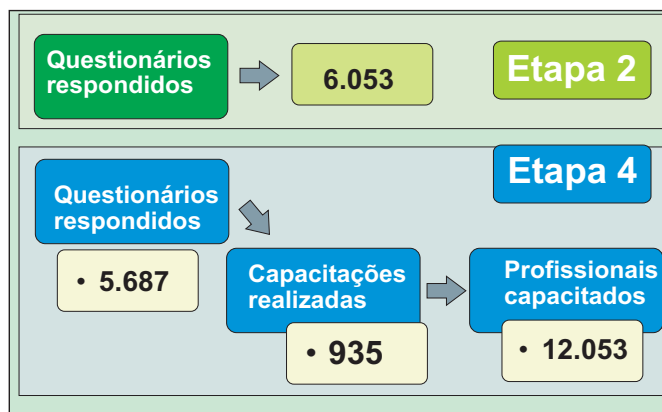 Questionários
respondidos
6.053
Etapa 2
Etapa 4
Questionários
respondidos
• 5.687
Capacitações
realizadas
• 935
Profissionais
capacitados
• 12.053